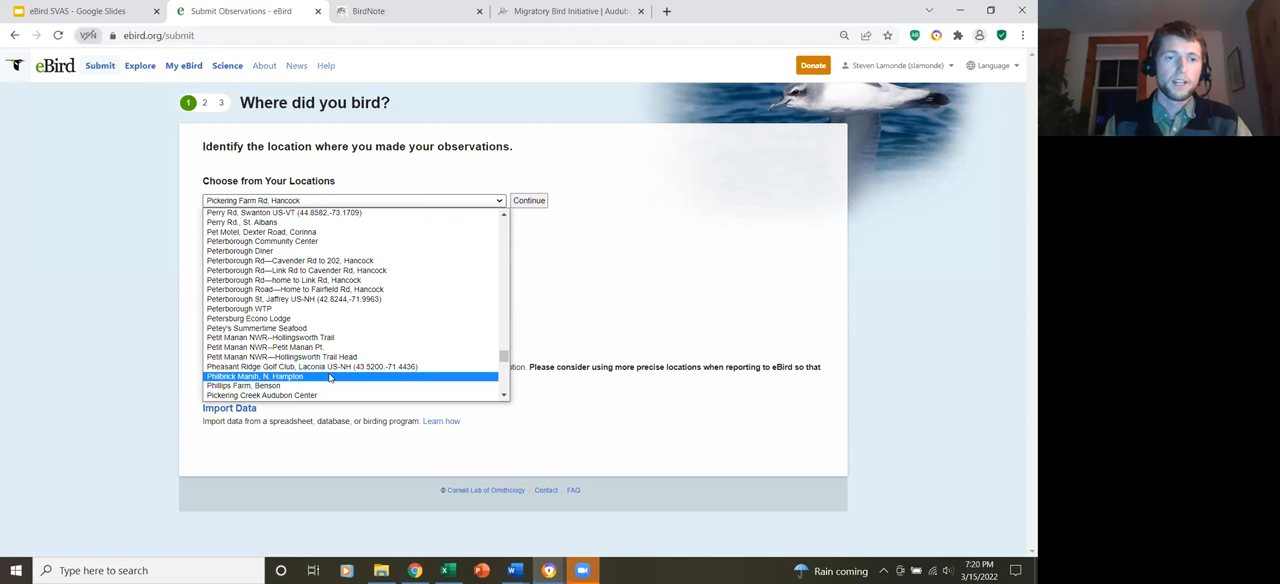 eBird SVAS - Google Slides
Submit Observations - eBird
BirdNote
Migratory Bird Initiative | Audub
VPN
ebird.org/submit
eBird Submit Explore My eBird Science About News Help
Donate
Steven Lamonde (slamonde)
Language
1 2 3 Where did you bird?
Identify the location where you made your observations.
Choose from Your Locations
Pickering Farm Rd, Hancock
Continue
Perry Rd, Swanton US-VT (44.8582,-73.1709)
Perry Rd., St. Albans
Pet Motel, Dexter Road, Corinna
Peterborough Community Center
Peterborough Diner
Peterborough Rd—Cavender Rd to 202, Hancock
Peterborough Rd—Link Rd to Cavender Rd, Hancock
Peterborough Rd—home to Link Rd, Hancock
Peterborough Road—Home to Fairfield Rd, Hancock
Peterborough St, Jaffrey US-NH (42.8244,-71.9963)
Peterborough WTP
Petersburg Econo Lodge
Petey's Summertime Seafood
Petit Manan NWR--Hollingsworth Trail
Petit Manan NWR--Petit Manan Pt.
Petit Manan NWR—Hollingsworth Trail Head
Pheasant Ridge Golf Club, Laconia US-NH (43.5200,-71.4436)
Philbrick Marsh, N. Hampton
Phillips Farm, Benson
Pickering Creek Audubon Center
ption. Please consider using more precise locations when reporting to eBird so that
Import Data
Import data from a spreadsheet, database, or birding program. Learn how
© Cornell Lab of Ornithology | Contact | FAQ
Type here to search
Rain coming
7:20 PM
3/15/2022